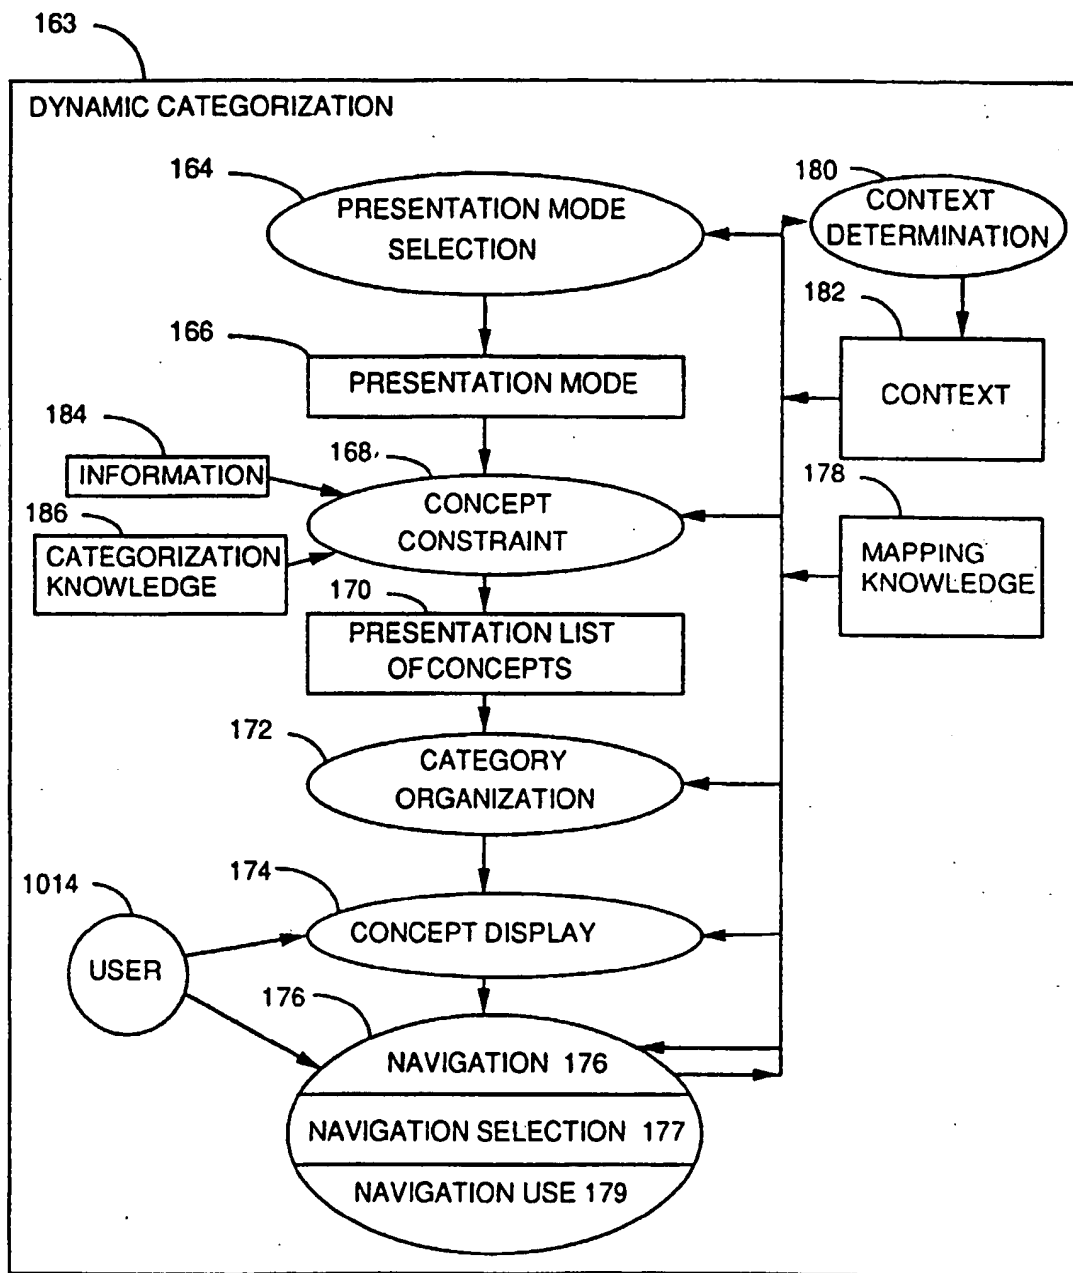 163
DYNAMIC CATEGORIZATION
164
PRESENTATION MODE
SELECTION
180
CONTEXT
DETERMINATION
166
PRESENTATION MODE
182
CONTEXT
184
INFORMATION
168
CONCEPT
CONSTRAINT
178
MAPPING
KNOWLEDGE
186
CATEGORIZATION
KNOWLEDGE
170
PRESENTATION LIST
OF CONCEPTS
172
CATEGORY
ORGANIZATION
174
CONCEPT DISPLAY
1014
USER
176
NAVIGATION 176
NAVIGATION SELECTION 177
NAVIGATION USE 179